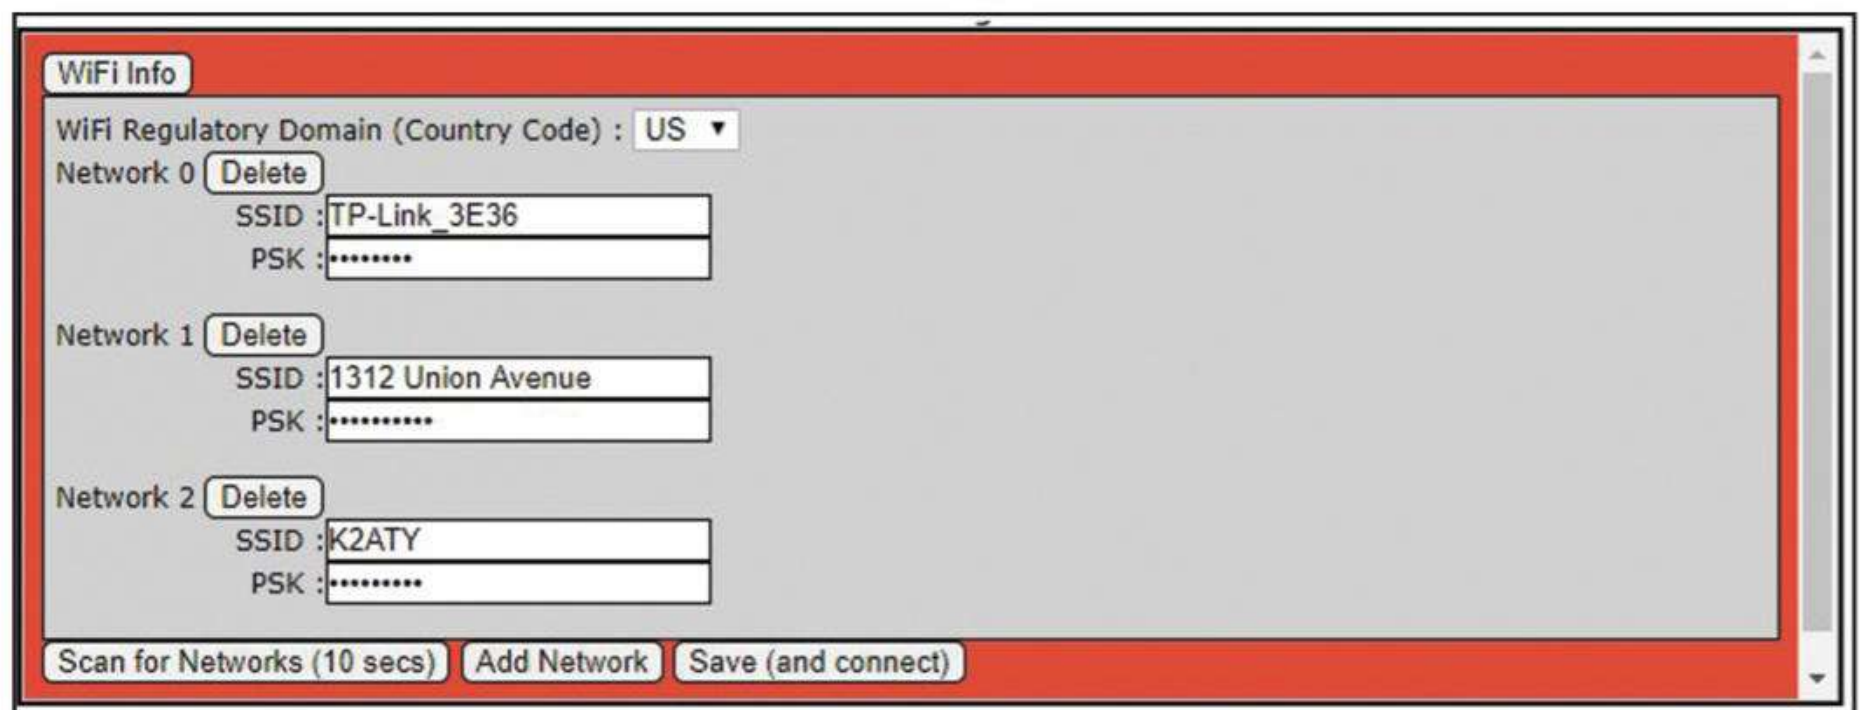 WiFi Info
WiFi Regulatory Domain (Country Code) : US
Network 0 Delete
SSID : TP-Link_3E36
PSK : ••••••••
Network 1 Delete
SSID : 1312 Union Avenue
PSK : ••••••••••
Network 2 Delete
SSID : K2ATY
PSK : •••••••••
Scan for Networks (10 secs) Add Network Save (and connect)